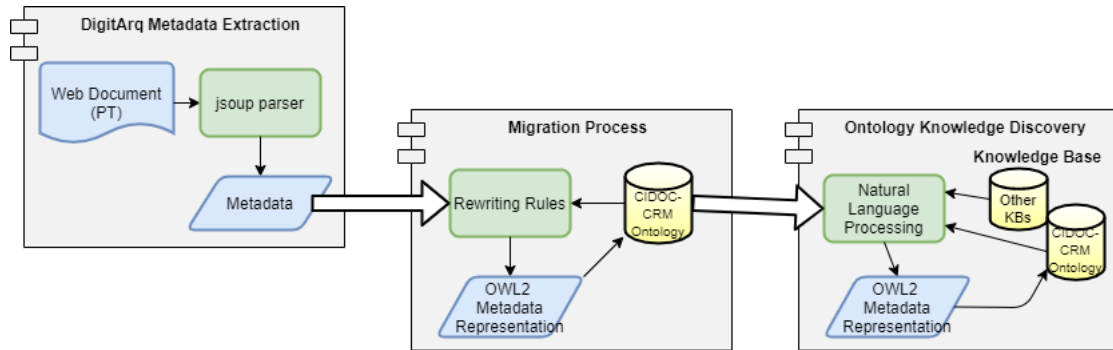 DigitArq Metadata Extraction
Web Document
(PT)
jsoup parser
Metadata
Migration Process
Rewriting Rules
CIDOC-
CRM
Ontology
OWL2
Metadata
Representation
Ontology Knowledge Discovery
Knowledge Base
Natural
Language
Processing
Other
KBs
CIDOC-
CRM
Ontology
OWL2
Metadata
Representation